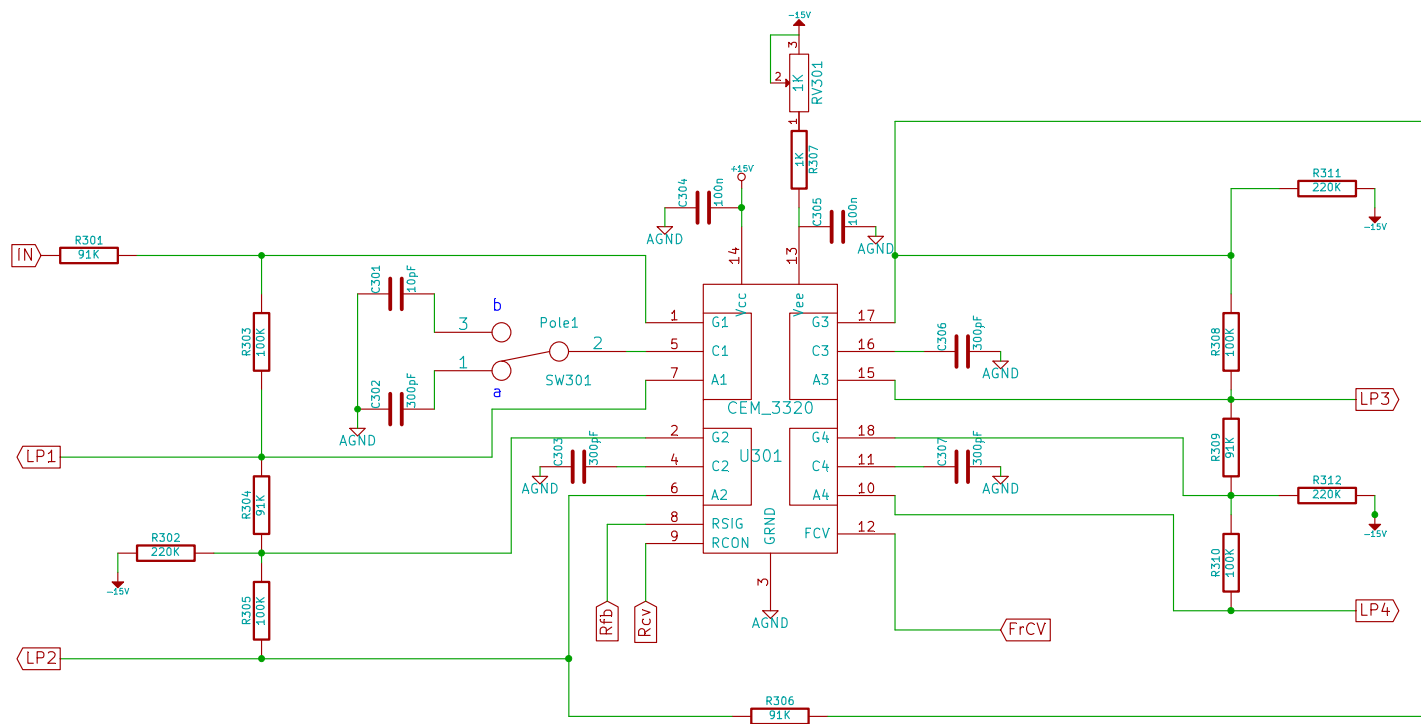 -15V
3
2
1K
RV301
1
1K
R307
+15V
C304
100n
C305
100n
AGND
AGND
14
13
R311
220K
-15V
IN
R301
91K
C301
10pF
b
3
Pole1
2
1
SW301
a
C302
300pF
AGND
R303
100K
Vcc
Vee
1
G1
G3
17
5
C1
C3
16
7
A1
A3
15
CEM_3320
C306
300pF
AGND
R308
100K
LP3
2
G2
G4
18
4
C2
U301
C4
11
6
A2
A4
10
8
RSIG
9
RCON
GRND
FCV
12
3
AGND
C303
300pF
AGND
C307
300pF
AGND
R309
91K
R312
220K
-15V
LP1
R304
91K
R302
220K
-15V
R305
100K
R310
100K
LP4
Rfb
Rcv
FrCV
LP2
R306
91K